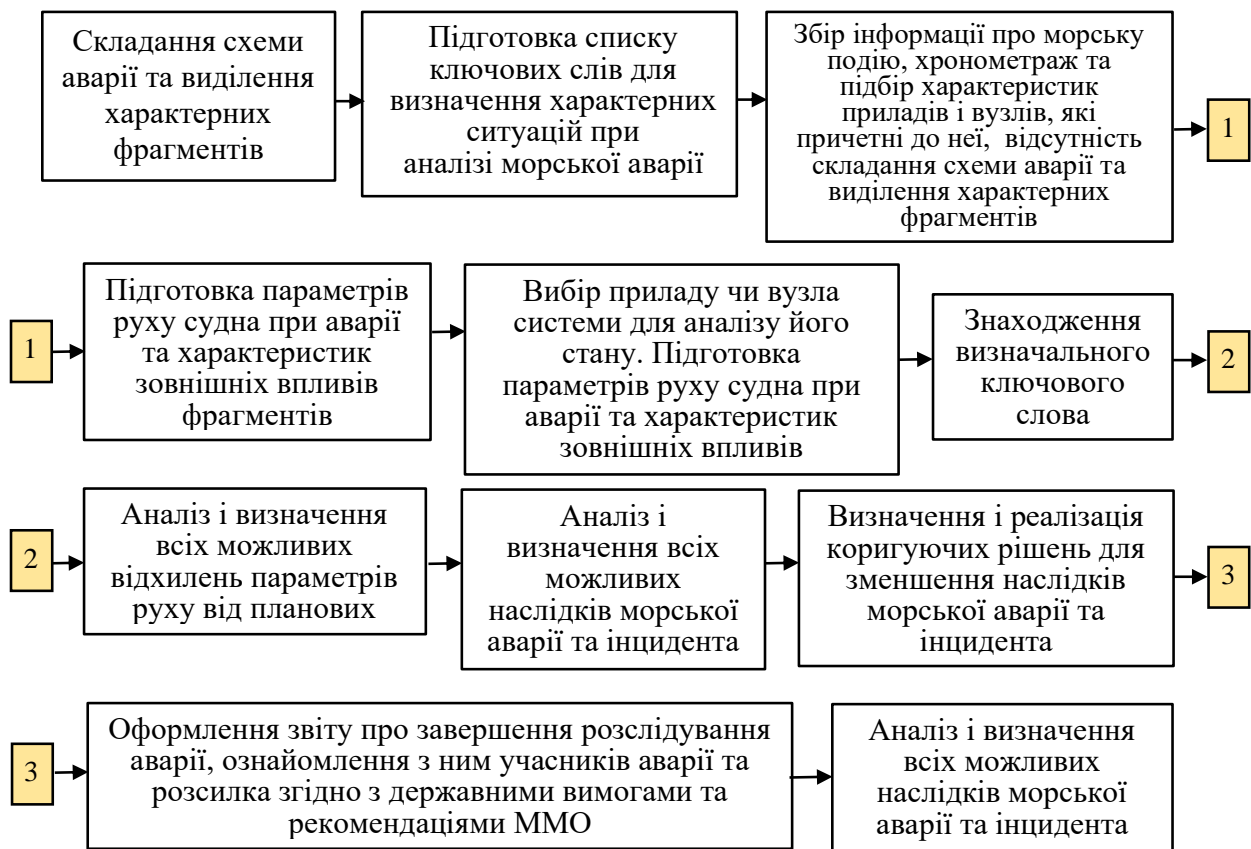 Складання схеми
аварії та виділення
характерних
фрагментів
Підготовка списку
ключових слів для
визначення характерних
ситуацій при
аналізі морської аварії
Збір інформації про морську
подію, хронометраж та
підбір характеристик
приладів і вузлів, які
причетні до неї, відсутність
складання схеми аварії та
виділення характерних
фрагментів
1
1
Підготовка параметрів
руху судна при аварії
та характеристик
зовнішніх впливів
фрагментів
Вибір приладу чи вузла
системи для аналізу його
стану. Підготовка
параметрів руху судна при
аварії та характеристик
зовнішніх впливів
Знаходження
визначального
ключового
слова
2
2
Аналіз і визначення
всіх можливих
відхилень параметрів
руху від планових
Аналіз і
визначення всіх
можливих
наслідків морської
аварії та інцидента
Визначення і реалізація
коригуючих рішень для
зменшення наслідків
морської аварії та
інцидента
3
3
Оформлення звіту про завершення розслідування
аварії, ознайомлення з ним учасників аварії та
розсилка згідно з державними вимогами та
рекомендаціями ММО
Аналіз і визначення
всіх можливих
наслідків морської
аварії та інцидента